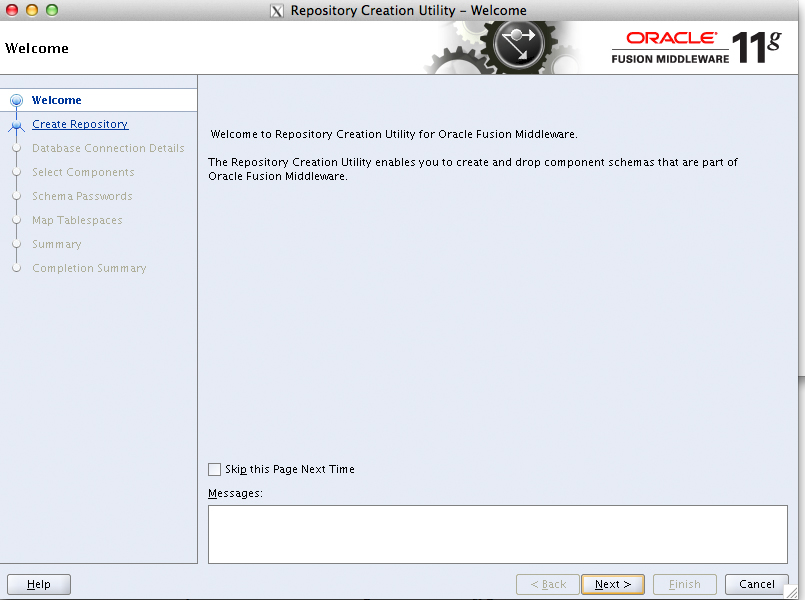 Repository Creation Utility – Welcome
Welcome
ORACLE
FUSION MIDDLEWARE
11g
Welcome
Create Repository
Database Connection Details
Select Components
Schema Passwords
Map Tablespaces
Summary
Completion Summary
Welcome to Repository Creation Utility for Oracle Fusion Middleware.
The Repository Creation Utility enables you to create and drop component schemas that are part of
Oracle Fusion Middleware.
Skip this Page Next Time
Messages:
Help
< Back
Next >
Finish
Cancel